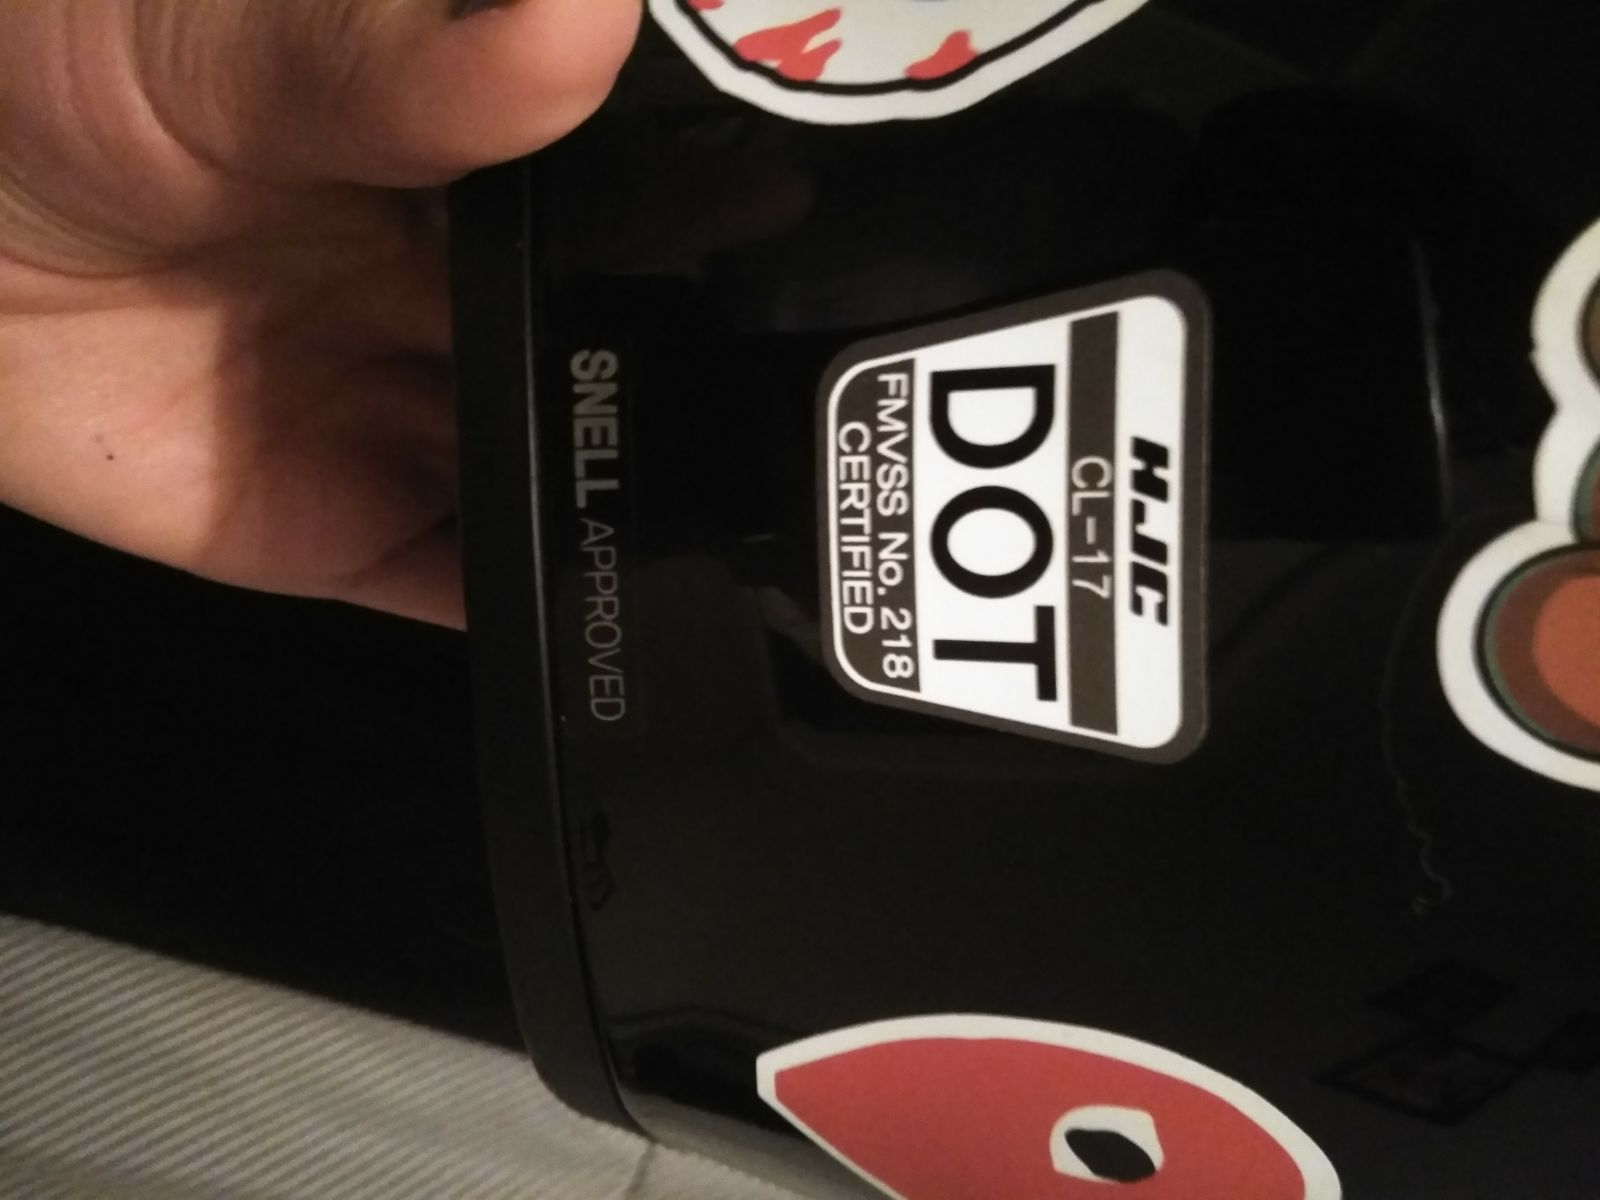 HJC
CL-17
DOT
FMVSS No. 218
CERTIFIED
SNELL APPROVED